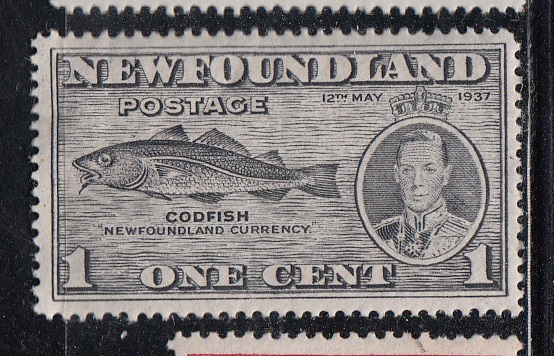 NEWFOUNDLAND
POSTAGE
12TH MAY 1937
CODFISH
"NEWFOUNDLAND CURRENCY."
1 ONE CENT 1